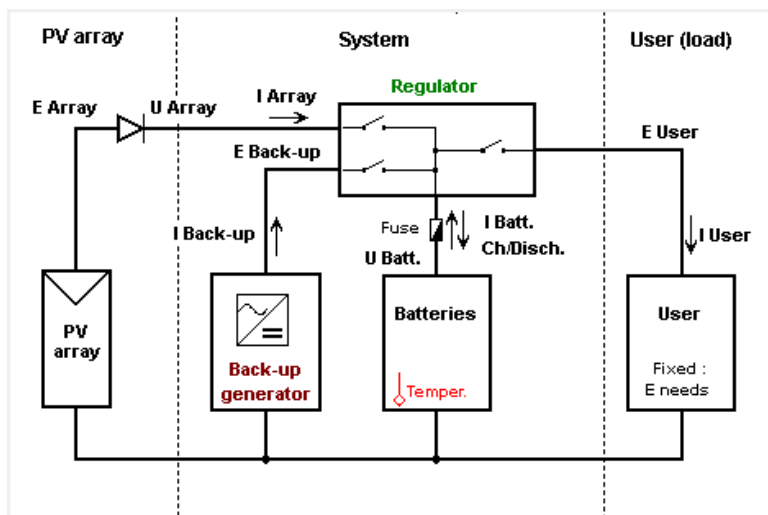 PV array
System
User (load)
Regulator
E Array
U Array
I Array
E Back-up
E User
I Back-up
Fuse
I Batt.
Ch/Disch.
U Batt.
I User
PV
array
Back-up
generator
Batteries
Temper.
User
Fixed :
E needs